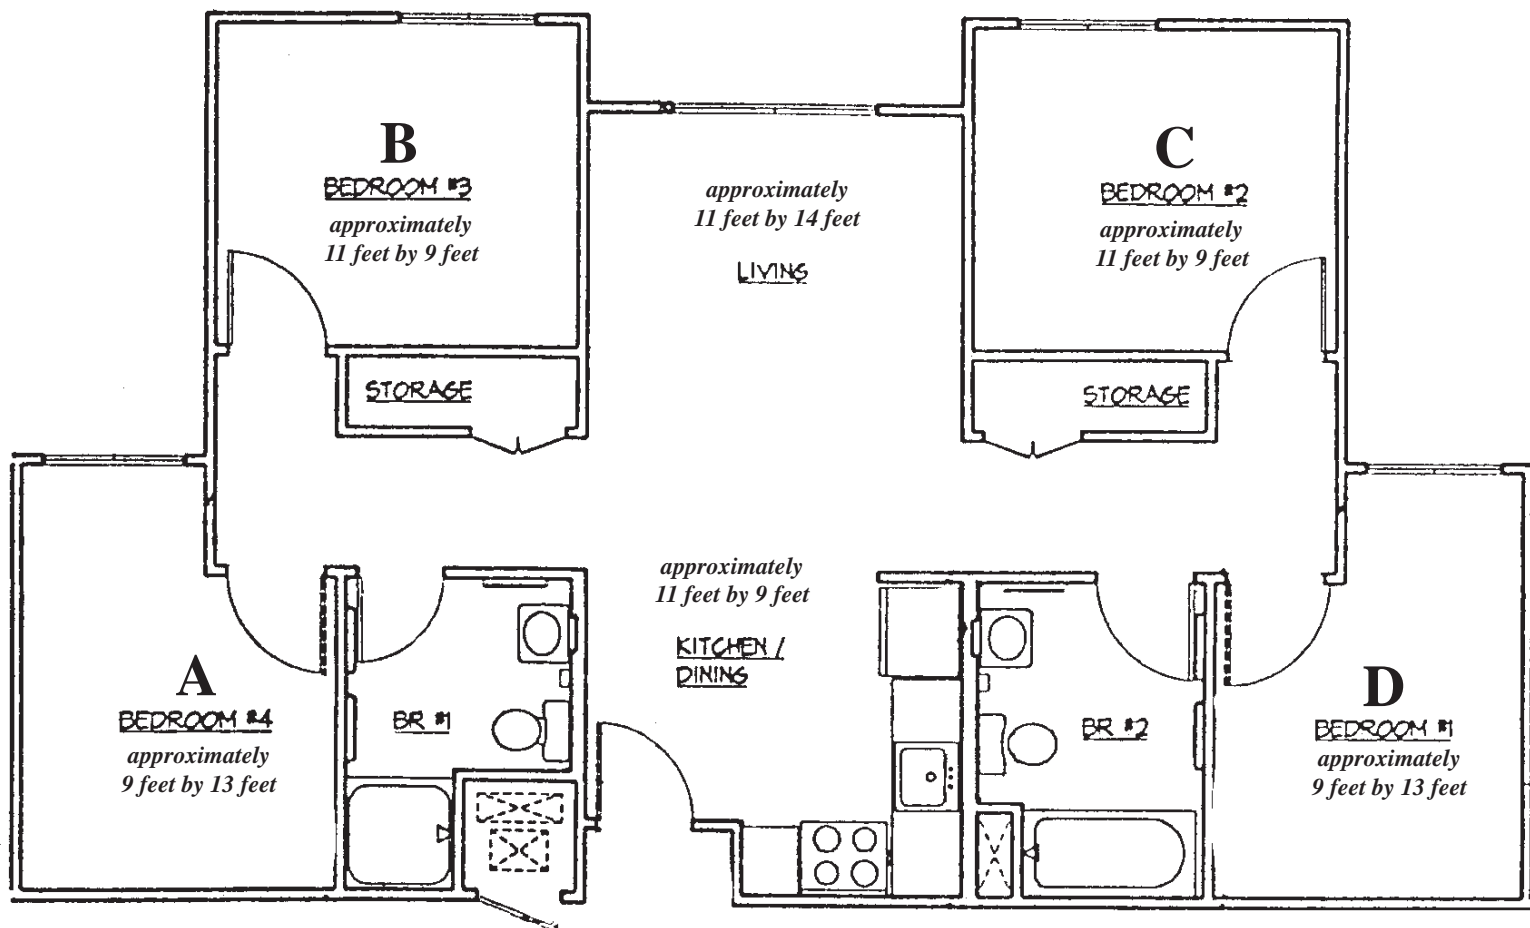 B
BEDROOM #3
approximately
11 feet by 9 feet
approximately
11 feet by 14 feet
LIVING
C
BEDROOM #2
approximately
11 feet by 9 feet
STORAGE
STORAGE
A
BEDROOM #4
approximately
9 feet by 13 feet
BR #1
approximately
11 feet by 9 feet
KITCHEN /
DINING
BR #2
D
BEDROOM #1
approximately
9 feet by 13 feet